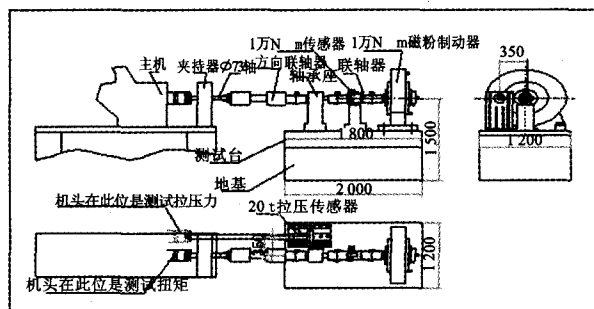 1万N m传感器
1万N m磁粉制动器
主机
夹持器Φ73轴
方向联轴器
轴承座
联轴器
350
测试台
1 800
1 500
1 200
地基
2 000
机头在此位是测试拉压力
20 t拉压传感器
1 200
机头在此位是测试扭矩